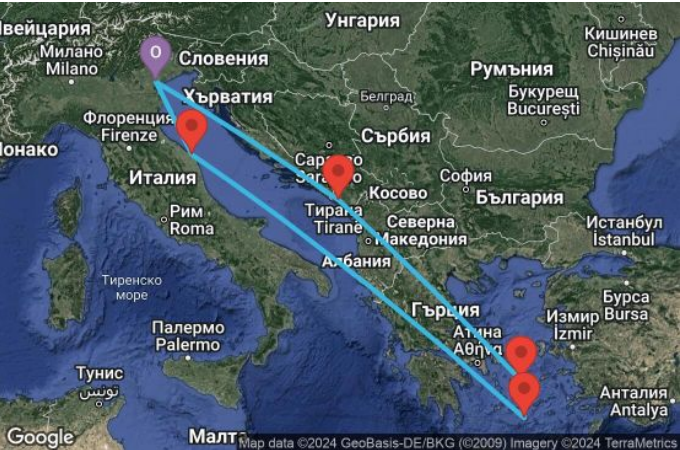 Швейцария
Унгария
Кишинев
Chișinău
Милано
Milano
Словения
Румъния
Букурещ
București
Хърватия
Белград
Флоренция
Firenze
Сърбия
Монако
Сараево
Sarajevo
Италия
Косово
София
България
Рим
Roma
Тирана
Tiranë
Северна
Македония
Истанбул
İstanbul
Албания
Тиренско
море
Бурса
Bursa
Гърция
Измир
İzmir
Палермо
Palermo
Атина
Αθήνα
Тунис
تونس
Анталия
Antalya
Малта
Google
Map data ©2024 GeoBasis-DE/BKG (©2009) Imagery ©2024 TerraMetrics
O